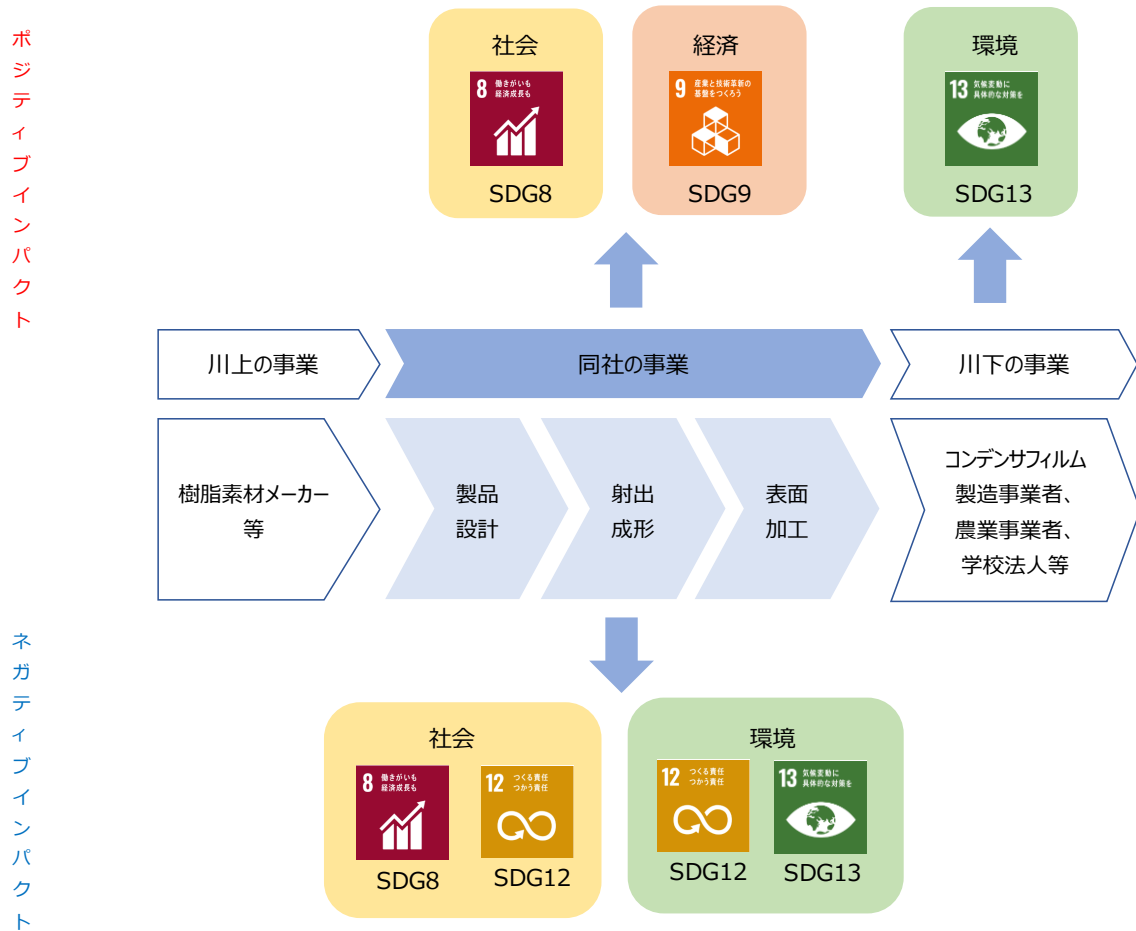 ポジティブインパクト
社会
経済
環境
8 働きがいも
経済成長も
9 産業と技術革新の
基盤をつくろう
13 気候変動に
具体的な対策を
SDG8
SDG9
SDG13
川上の事業
同社の事業
川下の事業
樹脂素材メーカー
等
製品
設計
射出
成形
表面
加工
コンデンサフィルム
製造事業者、
農業事業者、
学校法人等
ネガティブインパクト
社会
環境
8 働きがいも
経済成長も
12 つくる責任
つかう責任
12 つくる責任
つかう責任
13 気候変動に
具体的な対策を
SDG8
SDG12
SDG12
SDG13